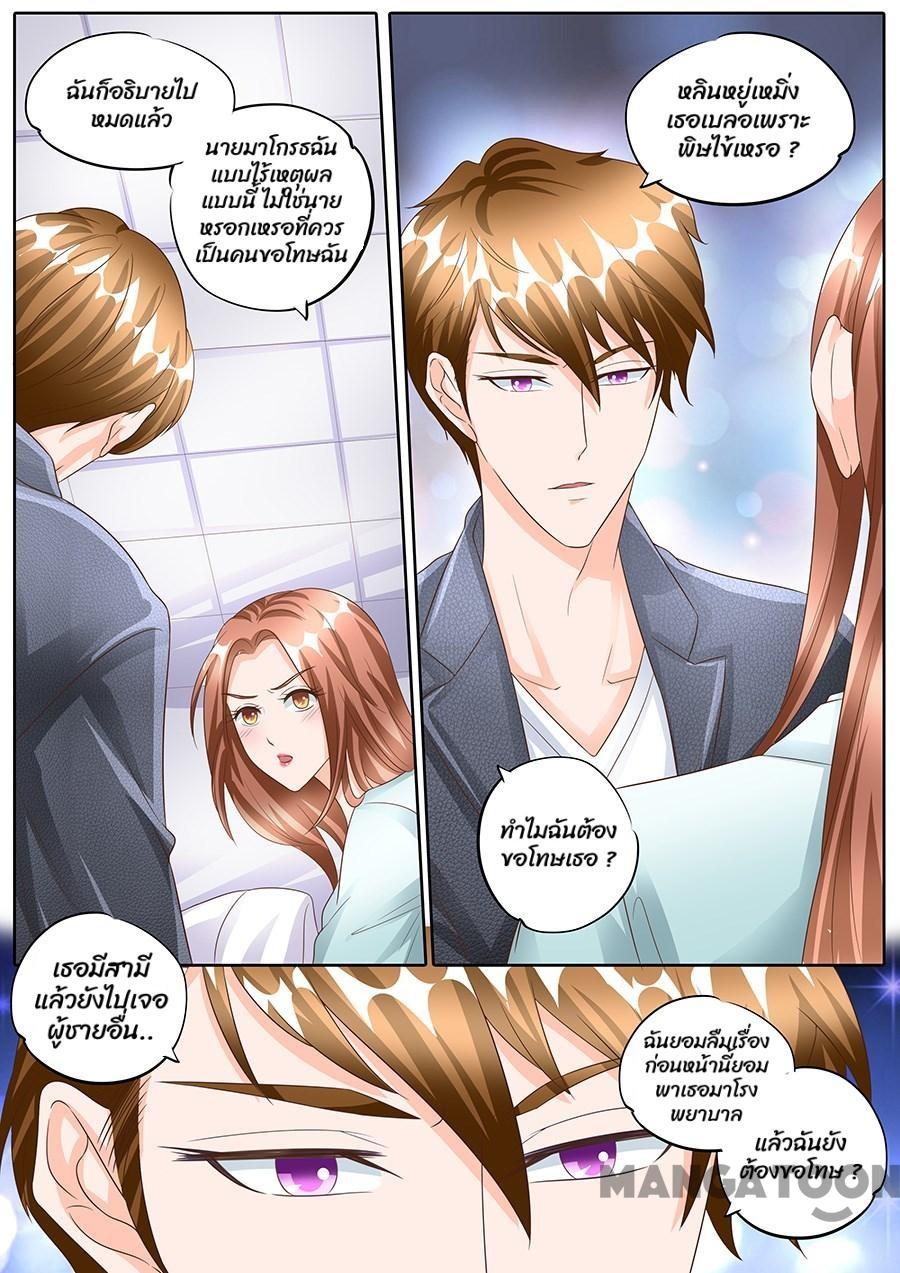 ฉันก็อธิบายไป
หมดแล้ว
นายมาโกรธฉัน
แบบไร้เหตุผล
แบบนี้ ไม่ใช่นาย
หรอกเหรอที่ควร
เป็นคนขอโทษฉัน
หลินหยู่เหมิ่ง
เธอเบลอเพราะ
พิษไข้เหรอ ?
ทำไมฉันต้อง
ขอโทษเธอ ?
เธอมีสามี
แล้วยังไปเจอ
ผู้ชายอื่น..
ฉันยอมลืมเรื่อง
ก่อนหน้านี้ยอม
พาเธอมาโรง
พยาบาล
แล้วฉันยัง
ต้องขอโทษ ?
MANGATOON